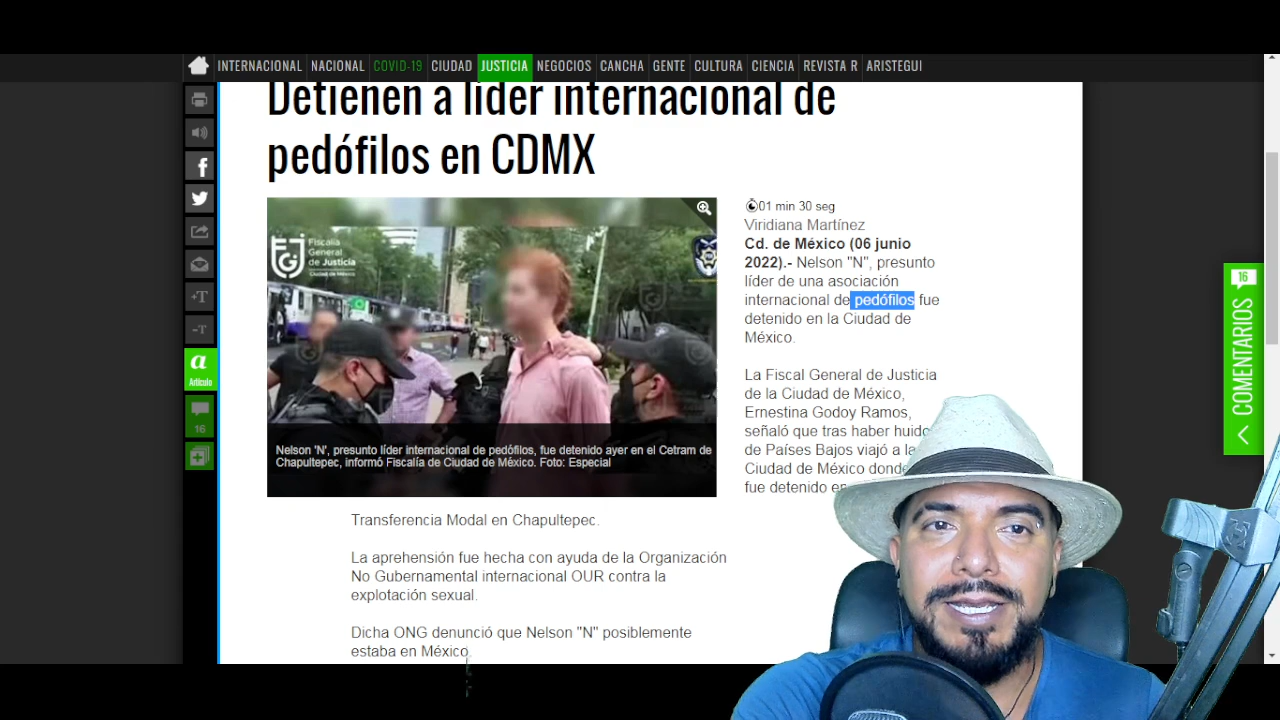 INTERNACIONAL NACIONAL COVID-19 CIUDAD JUSTICIA NEGOCIOS CANCHA GENTE CULTURA CIENCIA REVISTA R ARISTEGUI
Detienen a líder internacional de
pedófilos en CDMX
FGJ
Fiscalía
General
de Justicia
Ciudad de México
Nelson 'N', presunto líder internacional de pedófilos, fue detenido ayer en el Cetram de
Chapultepec, informó Fiscalía de Ciudad de México. Foto: Especial
01 min 30 seg
Viridiana Martínez
Cd. de México (06 junio
2022).- Nelson "N", presunto
líder de una asociación
internacional de pedófilos fue
detenido en la Ciudad de
México.
La Fiscal General de Justicia
de la Ciudad de México,
Ernestina Godoy Ramos,
señaló que tras haber huido
de Países Bajos viajó a la
Ciudad de México donde
fue detenido en
Transferencia Modal en Chapultepec.
La aprehensión fue hecha con ayuda de la Organización
No Gubernamental internacional OUR contra la
explotación sexual.
Dicha ONG denunció que Nelson "N" posiblemente
estaba en México.
+T
-T
a
Artículo
16
16
COMENTARIOS